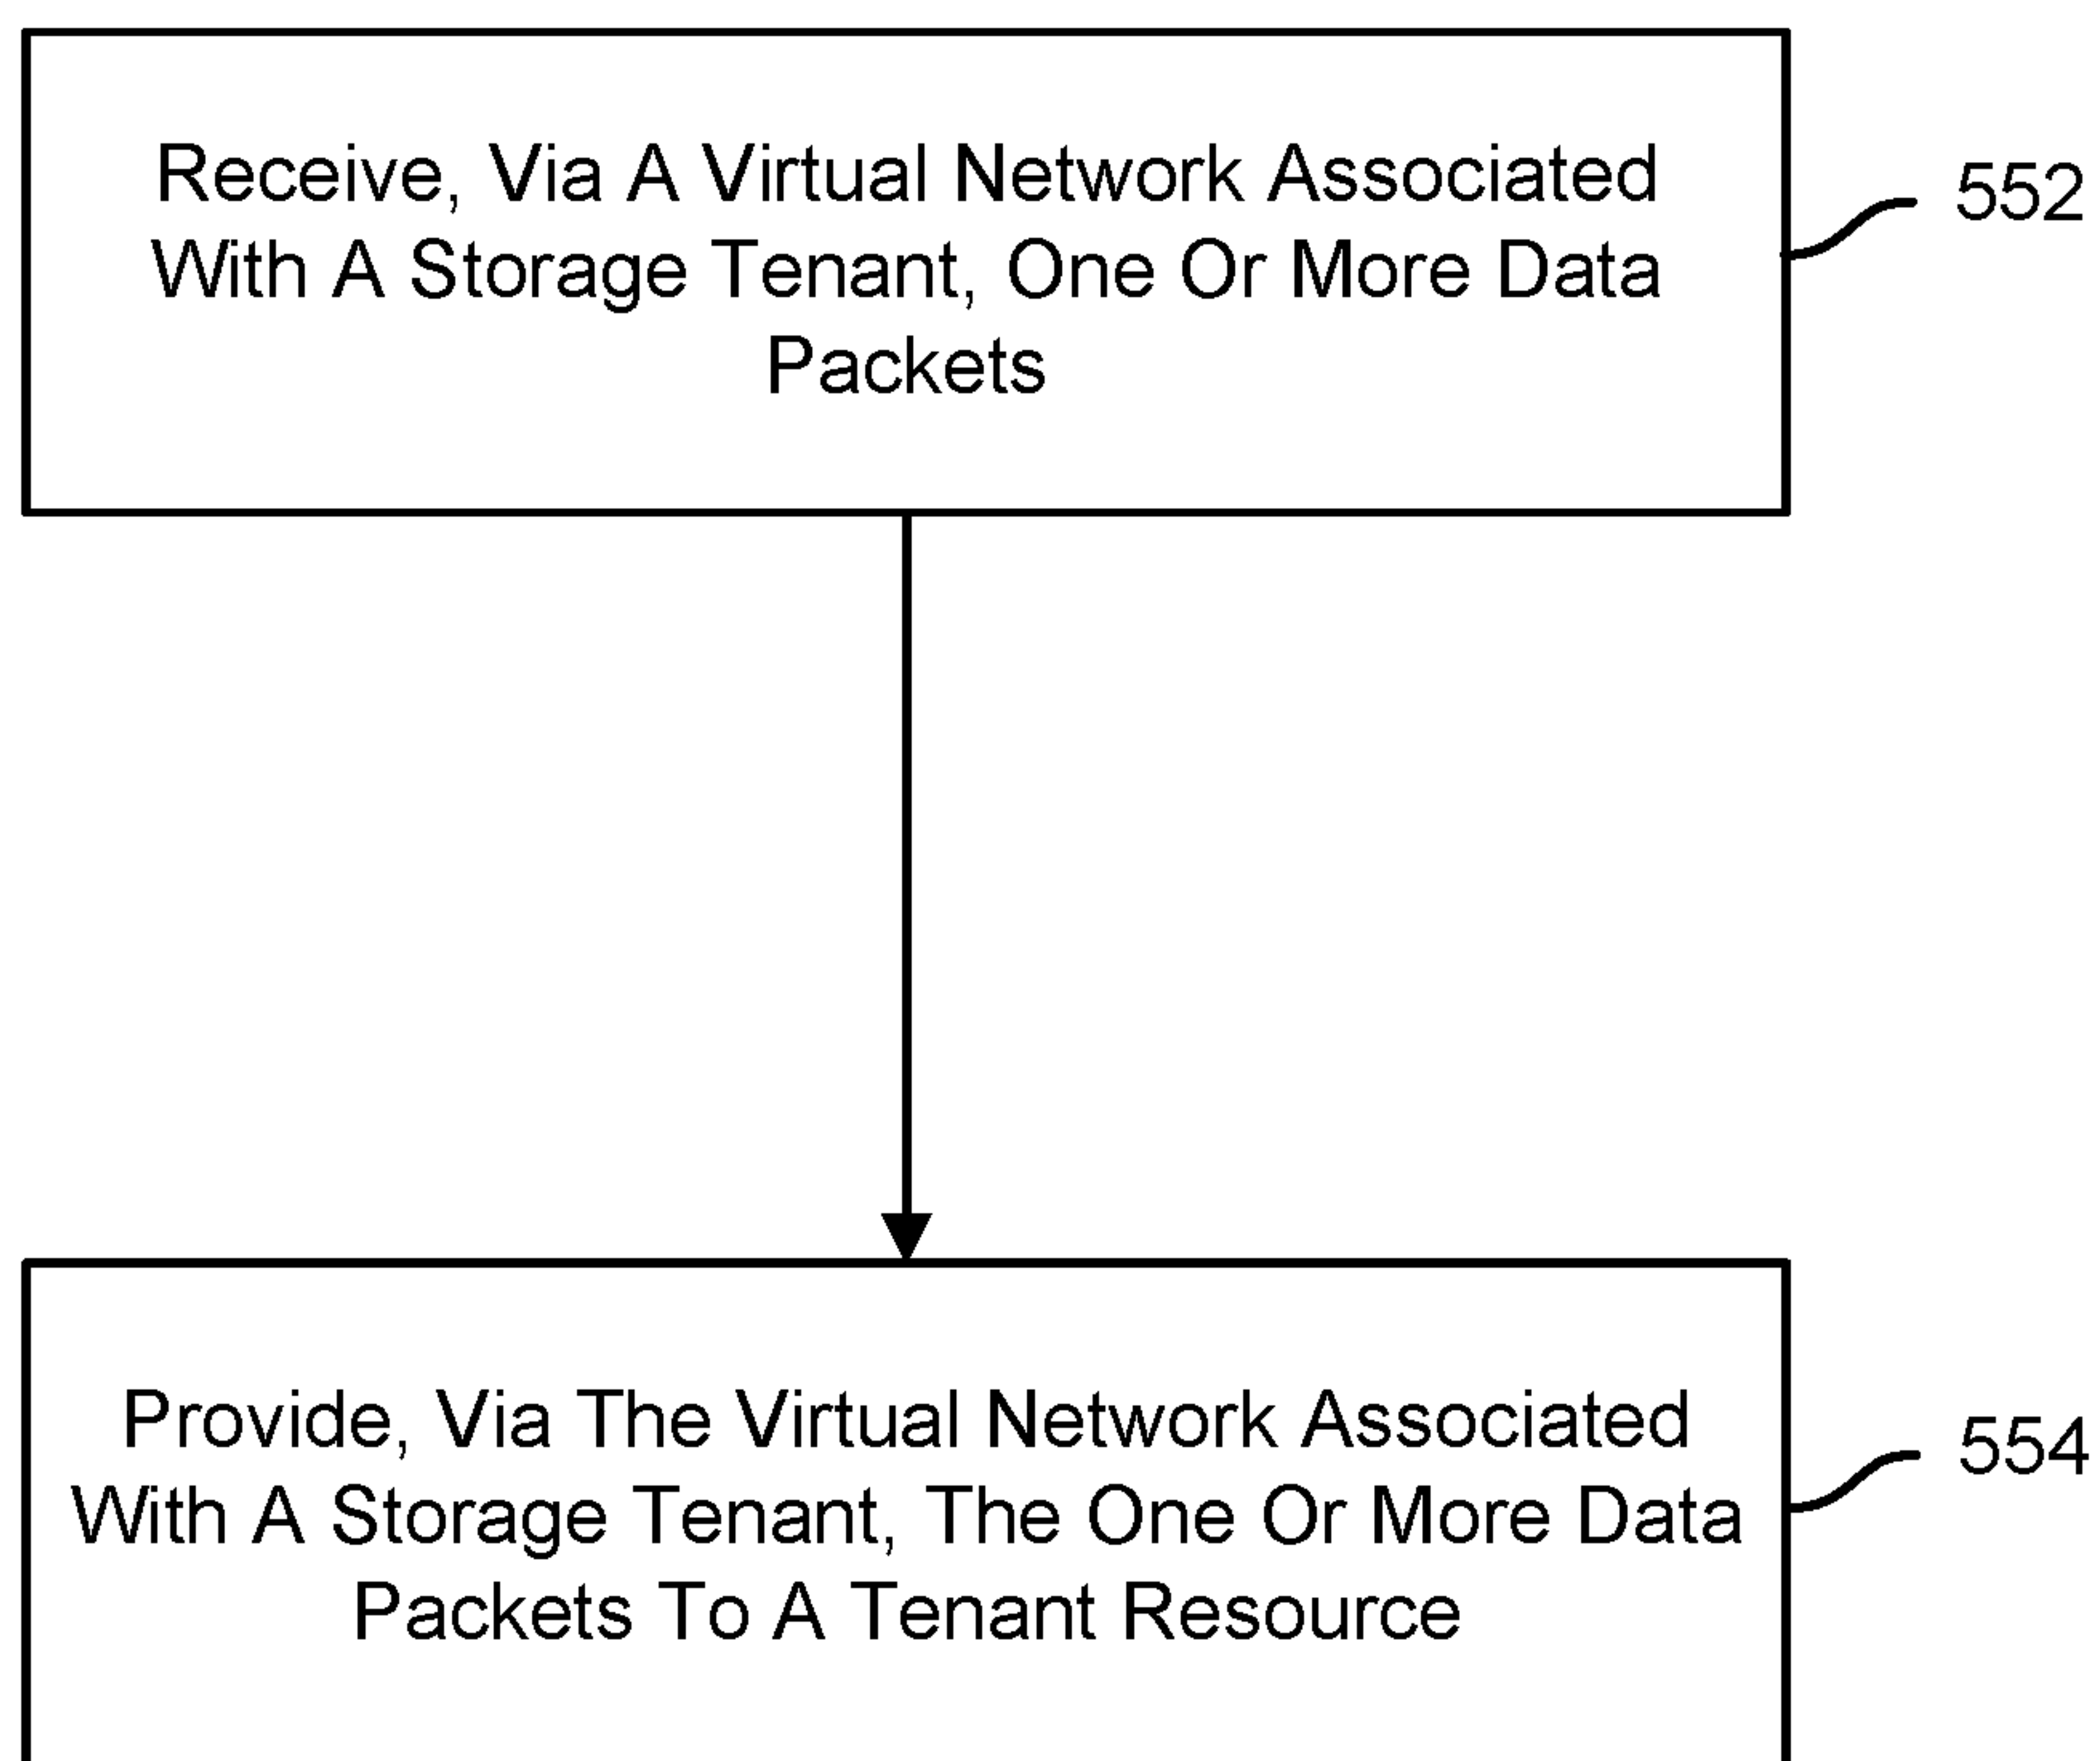 Receive, Via A Virtual Network Associated
With A Storage Tenant, One Or More Data
Packets
552
Provide, Via The Virtual Network Associated
With A Storage Tenant, The One Or More Data
Packets To A Tenant Resource
554